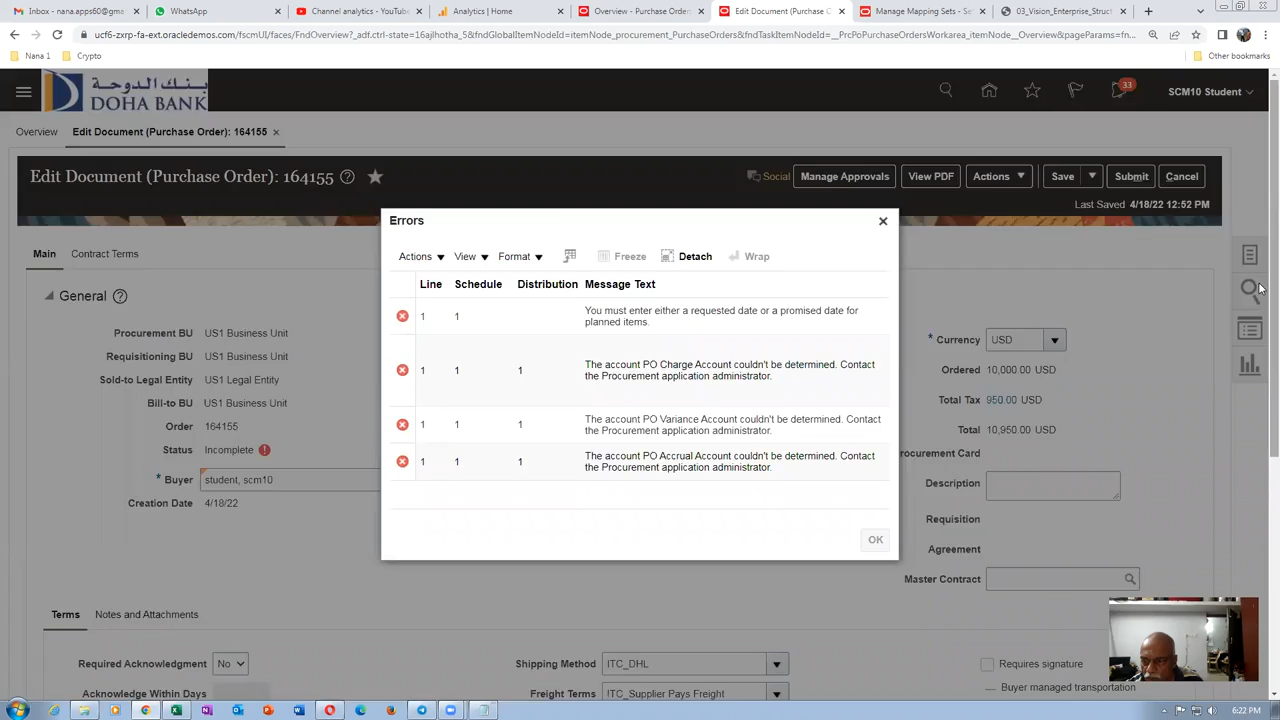 Inbox - nana.apps60@gma
WhatsApp
Channel analytics - YouTube
Analytics | Home
Overview - Purchase Order
Edit Document (Purchase O
Manage Mapping Sets - Se
03_Vision_Enterprise_Struct
ucf6-zxrp-fa-ext.oracledemos.com/fscmUI/faces/FndOverview?_adf.ctrl-state=16ajlhotha_5&fndGlobalItemNodeId=itemNode_procurement_PurchaseOrders&fndTaskItemNodeId=__PrcPoPurchaseOrdersWorkarea_itemNode__Overview&pageParams=fn...
Nana 1
Crypto
Other bookmarks
بنك الدوحة
DOHA BANK
33
SCM10 Student
Overview
Edit Document (Purchase Order): 164155 ×
Edit Document (Purchase Order): 164155
Social
Manage Approvals
View PDF
Actions
Save
Submit
Cancel
Last Saved 4/18/22 12:52 PM
Main
Contract Terms
General
Procurement BU US1 Business Unit
Requisitioning BU US1 Business Unit
Sold-to Legal Entity US1 Legal Entity
Bill-to BU US1 Business Unit
Order 164155
Status Incomplete
* Buyer student, scm10
Creation Date 4/18/22
Errors
Actions View Format Freeze Detach Wrap
Line Schedule Distribution Message Text
1 1 You must enter either a requested date or a promised date for
planned items.
1 1 1 The account PO Charge Account couldn't be determined. Contact
the Procurement application administrator.
1 1 1 The account PO Variance Account couldn't be determined. Contact
the Procurement application administrator.
1 1 1 The account PO Accrual Account couldn't be determined. Contact
the Procurement application administrator.
OK
* Currency USD
Ordered 10,000.00 USD
Total Tax 950.00 USD
Total 10,950.00 USD
rocurement Card
Description
Requisition
Agreement
Master Contract
Terms
Notes and Attachments
Required Acknowledgment No
Acknowledge Within Days
Shipping Method ITC_DHL
Freight Terms ITC_Supplier Pays Freight
Requires signature
Buyer managed transportation
6:22 PM